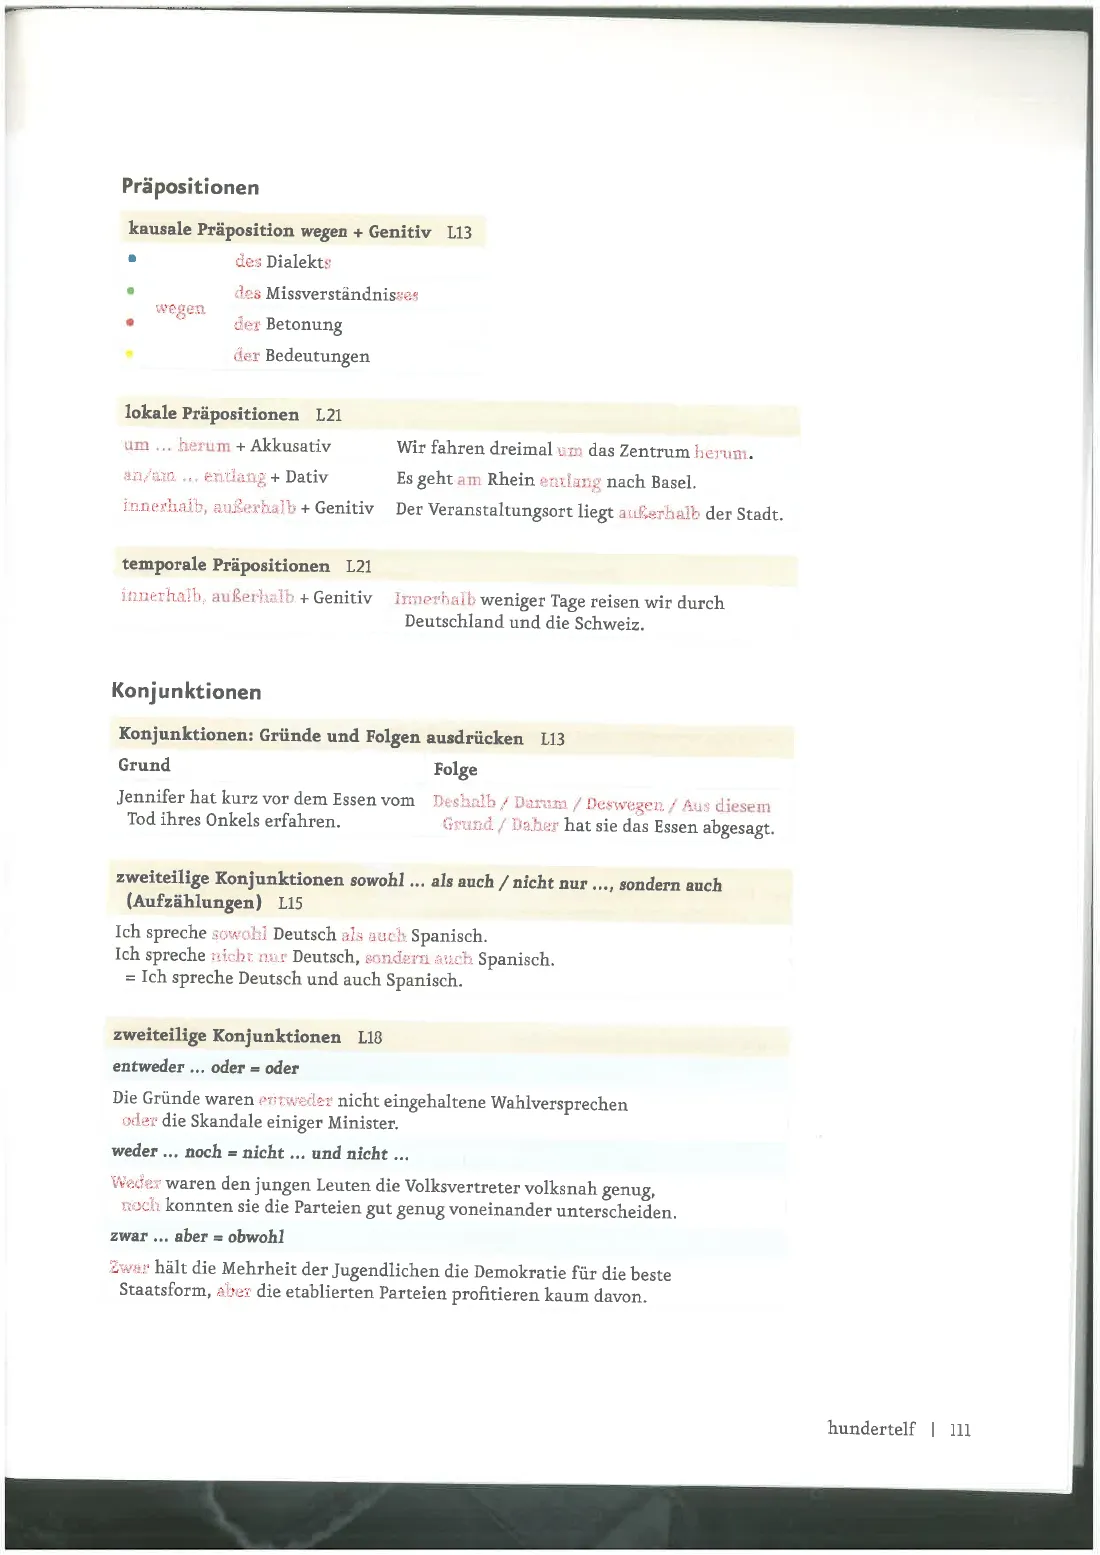 Präpositionen
kausale Präposition wegen + Genitiv L13
des Dialekts
des Missverständnisses
wegen
der Betonung
der Bedeutungen
lokale Präpositionen L21
um ... herum + Akkusativ Wir fahren dreimal um das Zentrum herum.
an/am ... entlang + Dativ Es geht am Rhein entlang nach Basel.
innerhalb, außerhalb + Genitiv Der Veranstaltungsort liegt außerhalb der Stadt.
temporale Präpositionen L21
innerhalb, außerhalb + Genitiv Innerhalb weniger Tage reisen wir durch
Deutschland und die Schweiz.
Konjunktionen
Konjunktionen: Gründe und Folgen ausdrücken L13
Grund Folge
Jennifer hat kurz vor dem Essen vom Deshalb / Darum / Deswegen / Aus diesem
Tod ihres Onkels erfahren. Grund / Daher hat sie das Essen abgesagt.
zweiteilige Konjunktionen sowohl ... als auch / nicht nur ..., sondern auch
(Aufzählungen) L15
Ich spreche sowohl Deutsch als auch Spanisch.
Ich spreche nicht nur Deutsch, sondern auch Spanisch.
= Ich spreche Deutsch und auch Spanisch.
zweiteilige Konjunktionen L18
entweder ... oder = oder
Die Gründe waren entweder nicht eingehaltene Wahlversprechen
oder die Skandale einiger Minister.
weder ... noch = nicht ... und nicht ...
Weder waren den jungen Leuten die Volksvertreter volksnah genug,
noch konnten sie die Parteien gut genug voneinander unterscheiden.
zwar ... aber = obwohl
Zwar hält die Mehrheit der Jugendlichen die Demokratie für die beste
Staatsform, aber die etablierten Parteien profitieren kaum davon.
hundertelf | 111